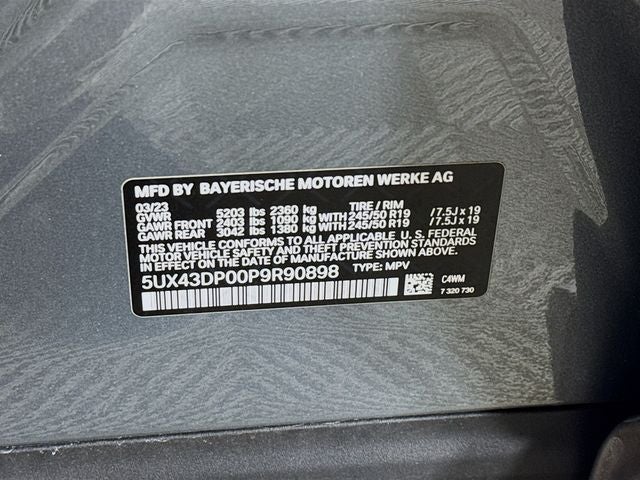 MFD BY BAYERISCHE MOTOREN WERKE AG
03/23 TIRE / RIM
GVWR 5203 lbs 2360 kg
GAWR FRONT 2403 lbs 1090 kg WITH 245/50 R19 / 7.5J x 19
GAWR REAR 3042 lbs 1380 kg WITH 245/50 R19 / 7.5J x 19
THIS VEHICLE CONFORMS TO ALL APPLICABLE U. S. FEDERAL
MOTOR VEHICLE SAFETY AND THEFT PREVENTION STANDARDS
IN EFFECT ON THE DATE OF MANUFACTURE SHOWN ABOVE.
5UX43DP00P9R90898 TYPE: MPV
C4WM
7 320 730